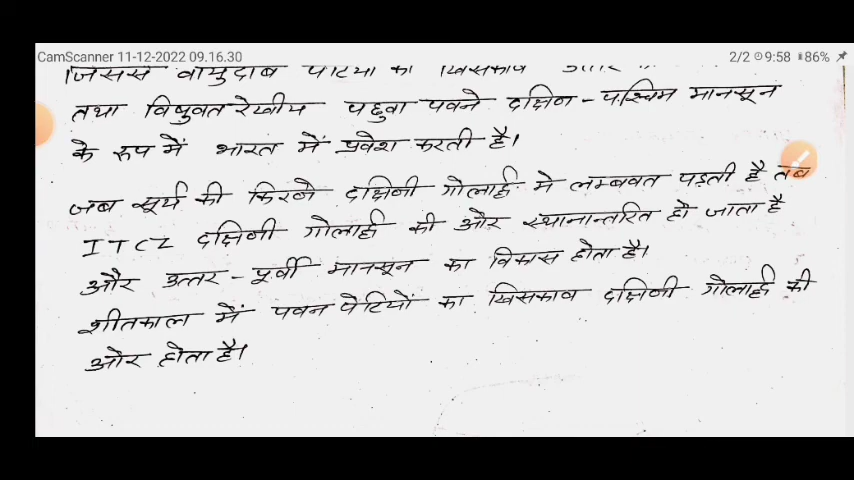 CamScanner 11-12-2022 09.16.30
2/2 9:58 86%
जिससे वायुदाब का खिसकाव
तथा विषुवत रेखीय पछुवा पवने दक्षिण-पश्चिम मानसून
के रूप में भारत में प्रवेश करती है।
जब सूर्य की किरणे दक्षिणी गोलार्द्ध मे लम्बवत पड़ती है तब
ITCZ दक्षिणी गोलार्द्ध की ओर स्थानान्तरित हो जाता है
और उत्तर-पूर्वी मानसून का विकास होता है।
शीतकाल में पवन पेटियों का खिसकाव दक्षिणी गोलार्द्ध की
ओर होता है।